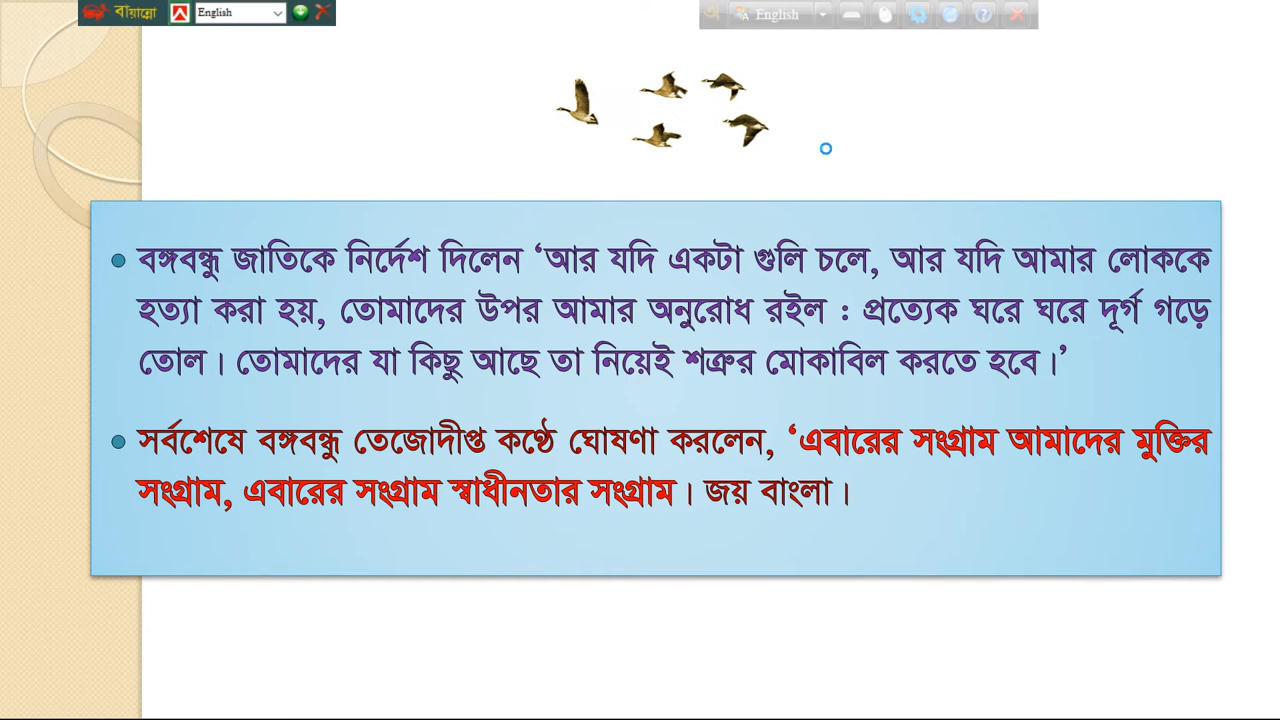 বায়ান্নো English
English
বঙ্গবন্ধু জাতিকে নির্দেশ দিলেন ‘আর যদি একটা গুলি চলে, আর যদি আমার লোককে
হত্যা করা হয়, তোমাদের উপর আমার অনুরোধ রইল : প্রত্যেক ঘরে ঘরে দূর্গ গড়ে
তোল। তোমাদের যা কিছু আছে তা নিয়েই শত্রুর মোকাবিল করতে হবে।’
সর্বশেষে বঙ্গবন্ধু তেজোদীপ্ত কণ্ঠে ঘোষণা করলেন, ‘এবারের সংগ্রাম আমাদের মুক্তির
সংগ্রাম, এবারের সংগ্রাম স্বাধীনতার সংগ্রাম। জয় বাংলা।